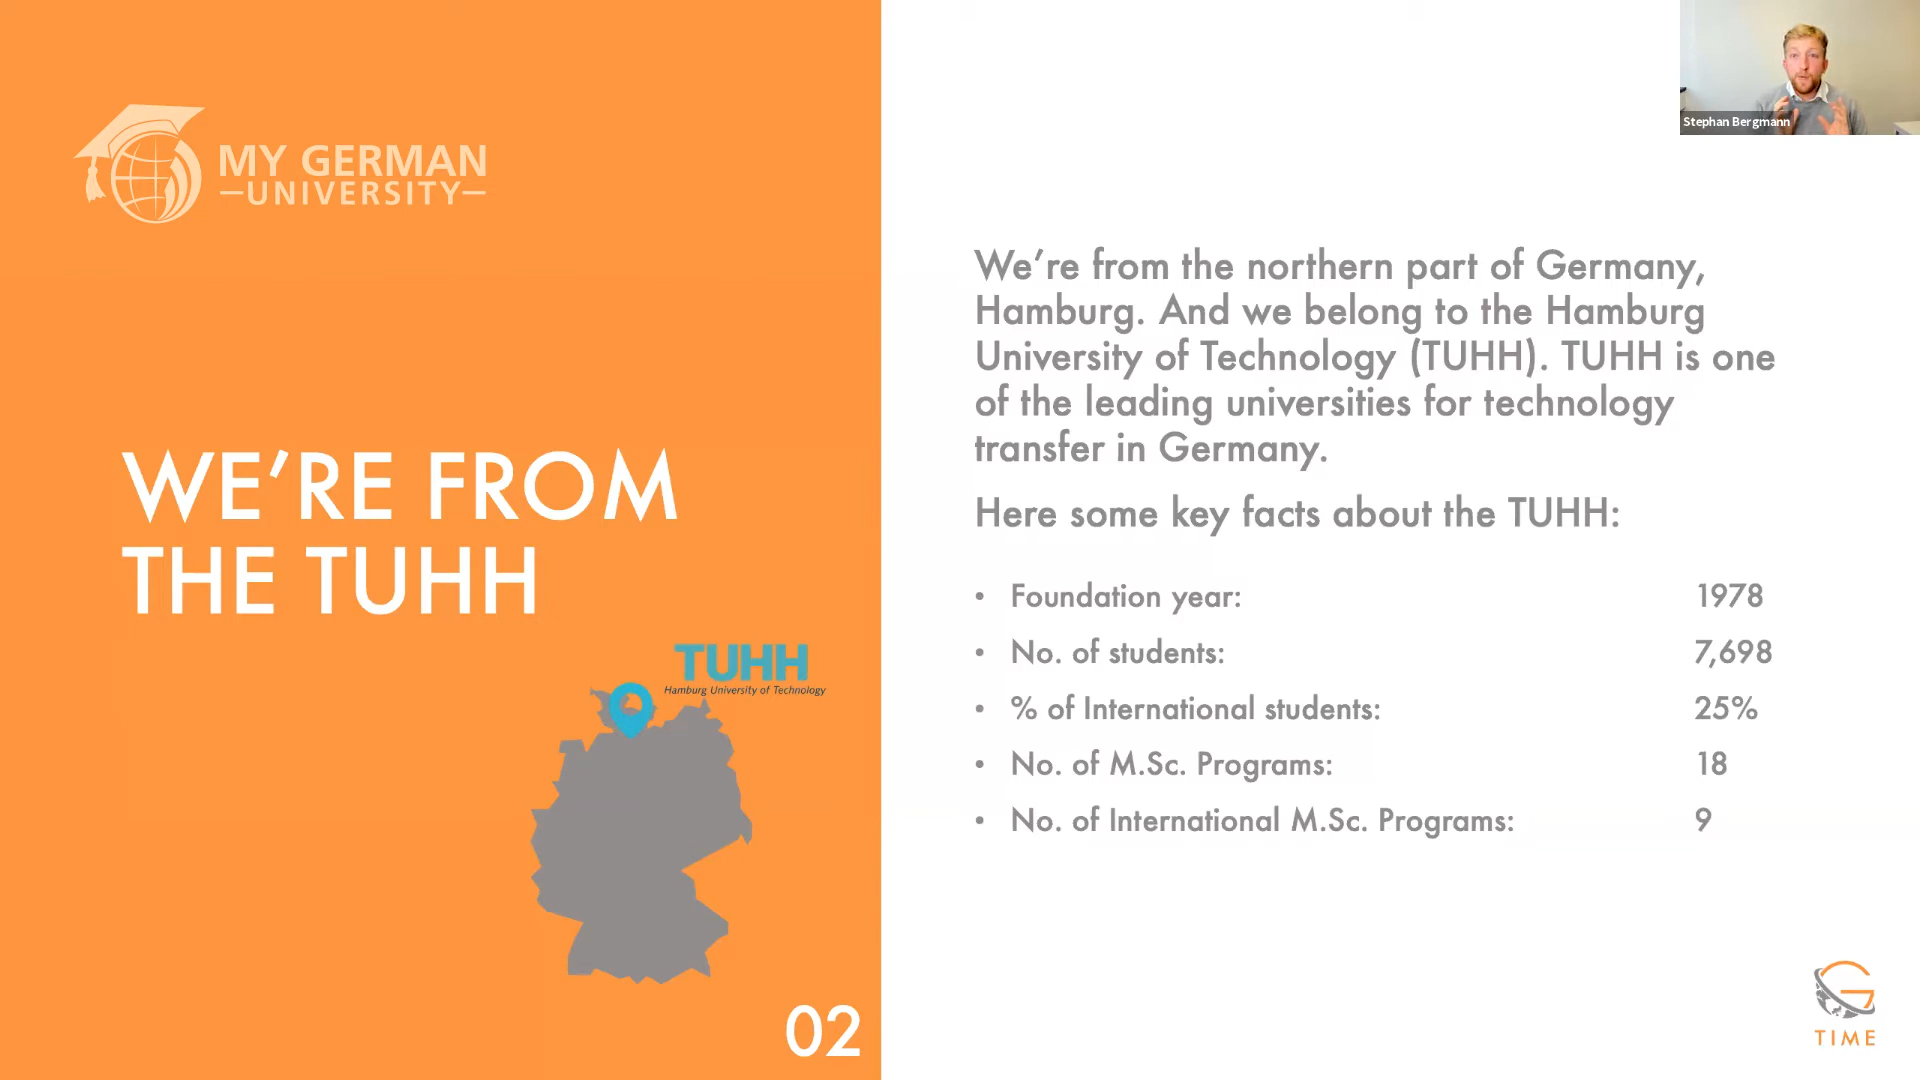 MY GERMAN
UNIVERSITY
WE’RE FROM
THE TUHH
TUHH
Hamburg University of Technology
02
Stephan Bergmann
We’re from the northern part of Germany,
Hamburg. And we belong to the Hamburg
University of Technology (TUHH). TUHH is one
of the leading universities for technology
transfer in Germany.
Here some key facts about the TUHH:
• Foundation year: 1978
• No. of students: 7,698
• % of International students: 25%
• No. of M.Sc. Programs: 18
• No. of International M.Sc. Programs: 9
G
TIME